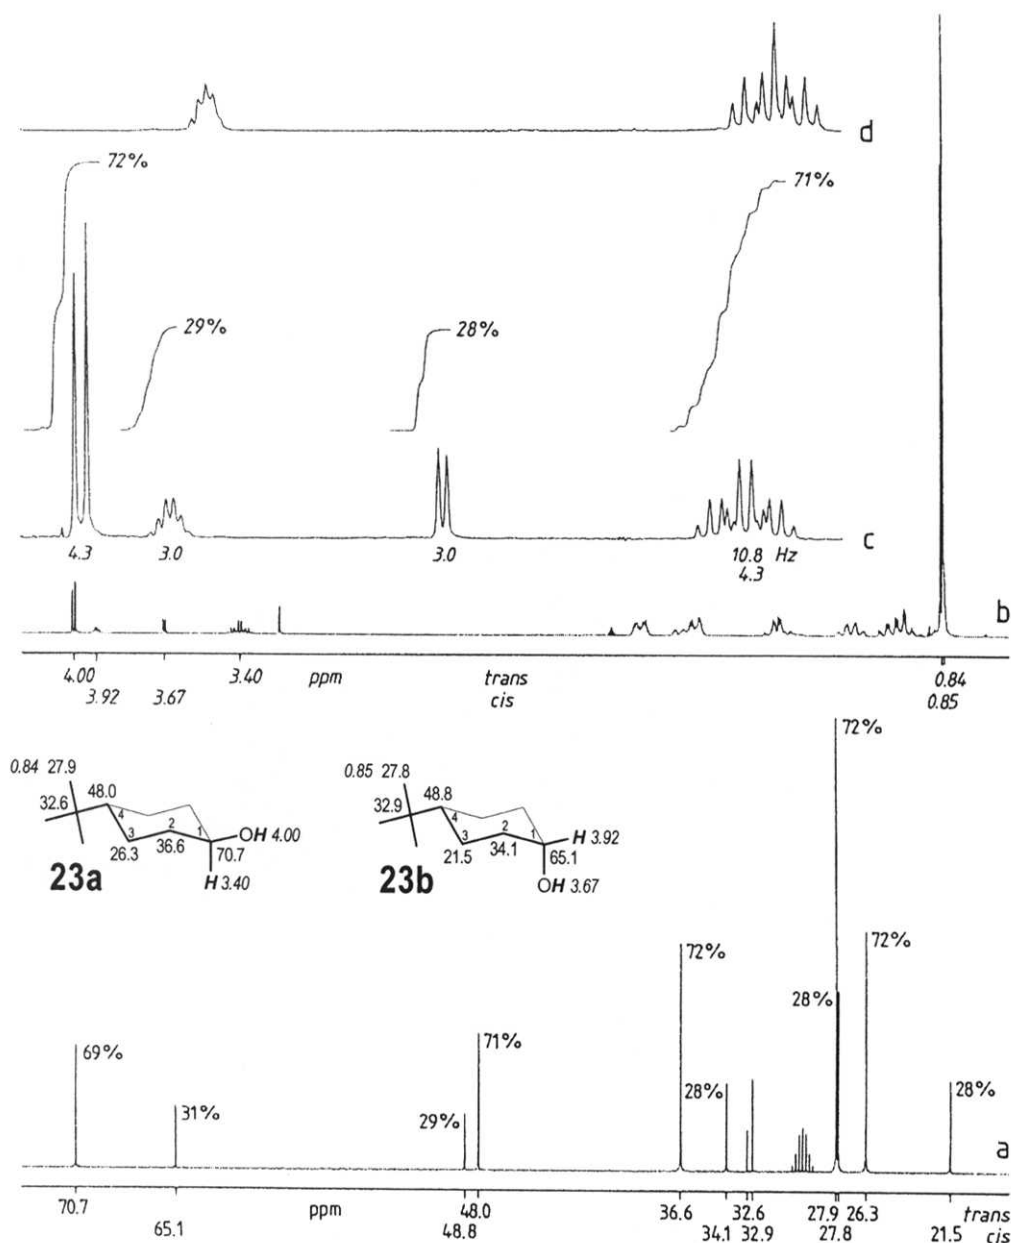 d
72%
71%
29%
28%
c
4.3 3.0 3.0 10.8 Hz
4.3
b
4.00 3.40 ppm trans 0.84
3.92 3.67 cis 0.85
72%
0.84 27.9 0.85 27.8
32.6 48.0 32.9 48.8
4 3 2 1 OH 4.00 4 3 2 1 H 3.92
26.3 36.6 70.7 21.5 34.1 65.1
23a H 3.40 23b OH 3.67
72% 72%
28%
69% 71%
31% 29% 28% 28%
a
70.7 ppm 48.0 36.6 32.6 27.9 26.3 trans
65.1 48.8 34.1 32.9 27.8 21.5 cis